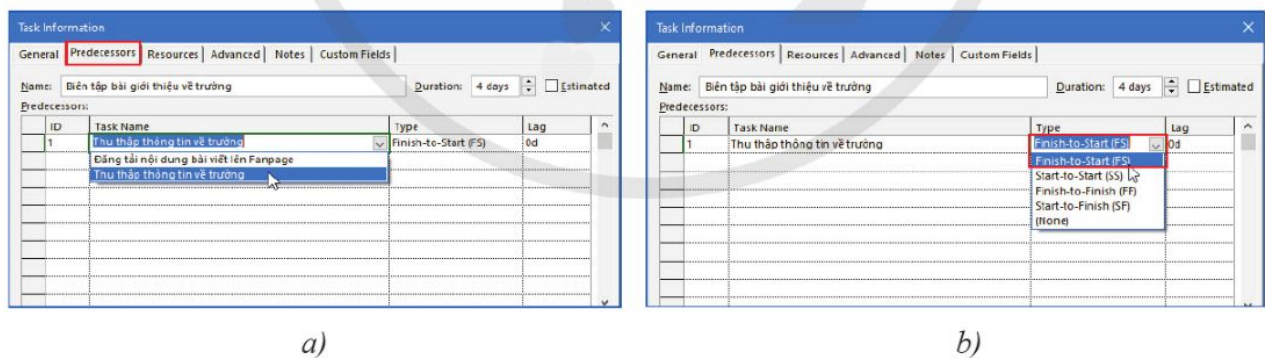 Task Information
General Predecessors Resources Advanced Notes Custom Fields
Name: Biên tập bài giới thiệu về trường Duration: 4 days Estimated
Predecessors:
ID Task Name Type Lag
1 Thu thập thông tin về trường Finish-to-Start (FS) 0d
Đăng tải nội dung bài viết lên Fanpage
Thu thập thông tin về trường
a)
Task Information
General Predecessors Resources Advanced Notes Custom Fields
Name: Biên tập bài giới thiệu về trường Duration: 4 days Estimated
Predecessors:
ID Task Name Type Lag
1 Thu thập thông tin về trường Finish-to-Start (FS) 0d
Finish-to-Start (FS)
Start-to-Start (SS)
Finish-to-Finish (FF)
Start-to-Finish (SF)
(None)
b)